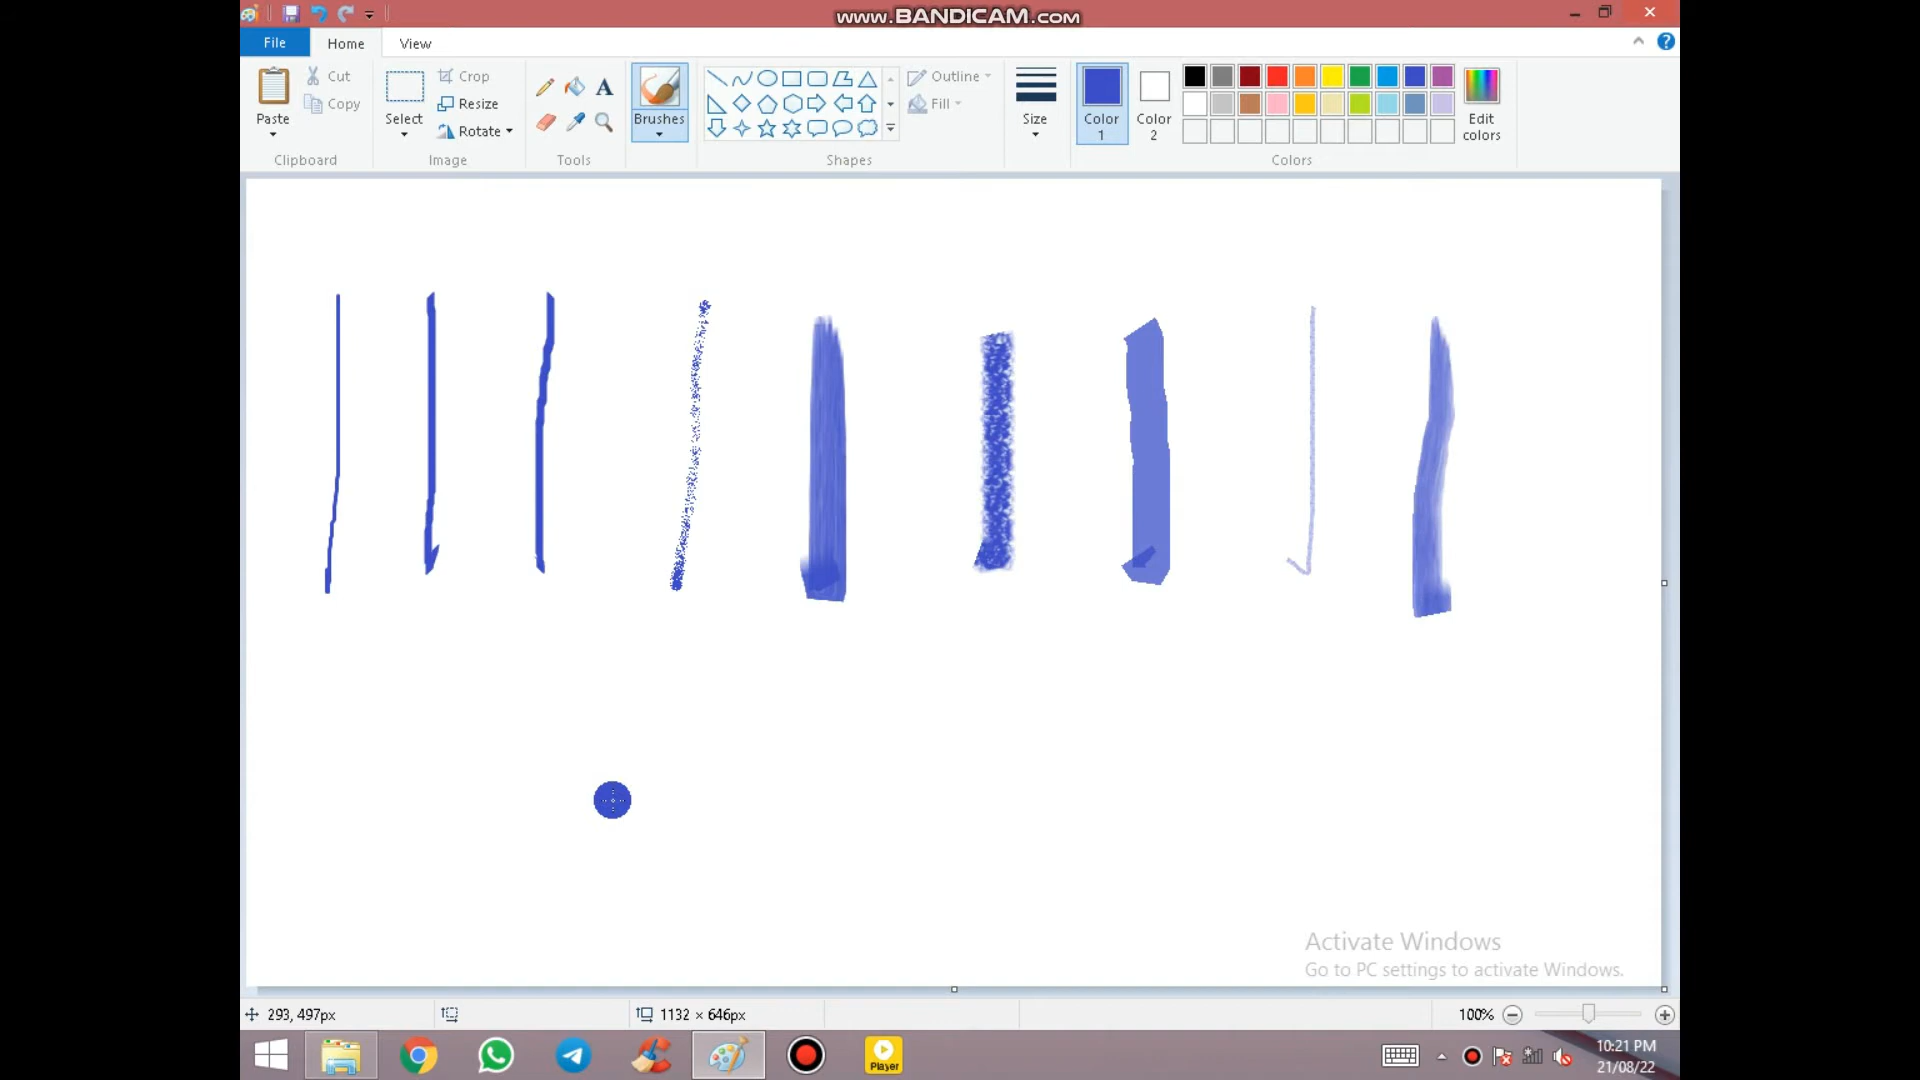 www.BANDICAM.com
File Home View
Paste
Cut
Copy
Clipboard
Select
Crop
Resize
Rotate
Image
A
Tools
Brushes
Shapes
Outline
Fill
Size
Color
1
Color
2
Colors
Edit
colors
?
Activate Windows
Go to PC settings to activate Windows.
293, 497px
1132 × 646px
100%
Player
10:21 PM
21/08/22